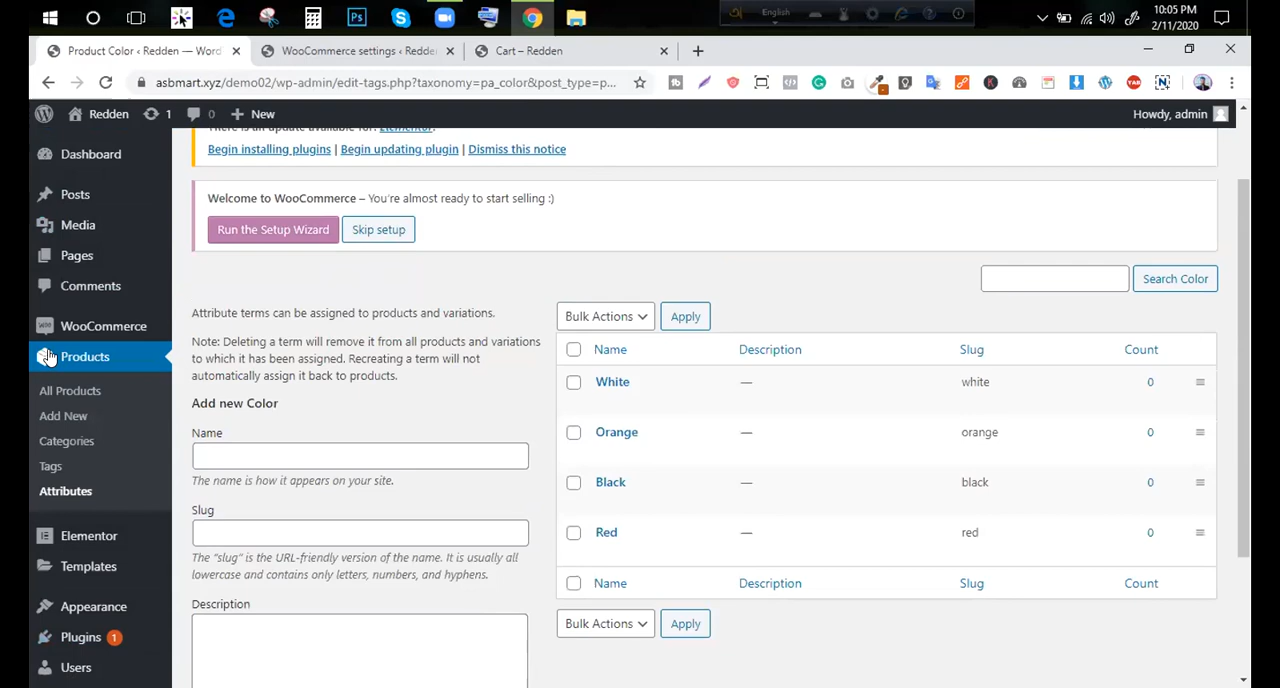 English
10:05 PM
2/11/2020
Product Color ‹ Redden — Word
WooCommerce settings ‹ Redde
Cart – Redden
asbmart.xyz/demo02/wp-admin/edit-tags.php?taxonomy=pa_color&post_type=p...
Redden
1
0
New
Howdy, admin
There is an update available for: Elementor.
Begin installing plugins | Begin updating plugin | Dismiss this notice
Welcome to WooCommerce – You're almost ready to start selling :)
Run the Setup Wizard
Skip setup
Search Color
Dashboard
Posts
Media
Pages
Comments
WooCommerce
Products
All Products
Add New
Categories
Tags
Attributes
Elementor
Templates
Appearance
Plugins 1
Users
Attribute terms can be assigned to products and variations.
Note: Deleting a term will remove it from all products and variations
to which it has been assigned. Recreating a term will not
automatically assign it back to products.
Add new Color
Name
The name is how it appears on your site.
Slug
The "slug" is the URL-friendly version of the name. It is usually all
lowercase and contains only letters, numbers, and hyphens.
Description
Bulk Actions
Apply
Name Description Slug Count
White — white 0
Orange — orange 0
Black — black 0
Red — red 0
Name Description Slug Count
Bulk Actions
Apply